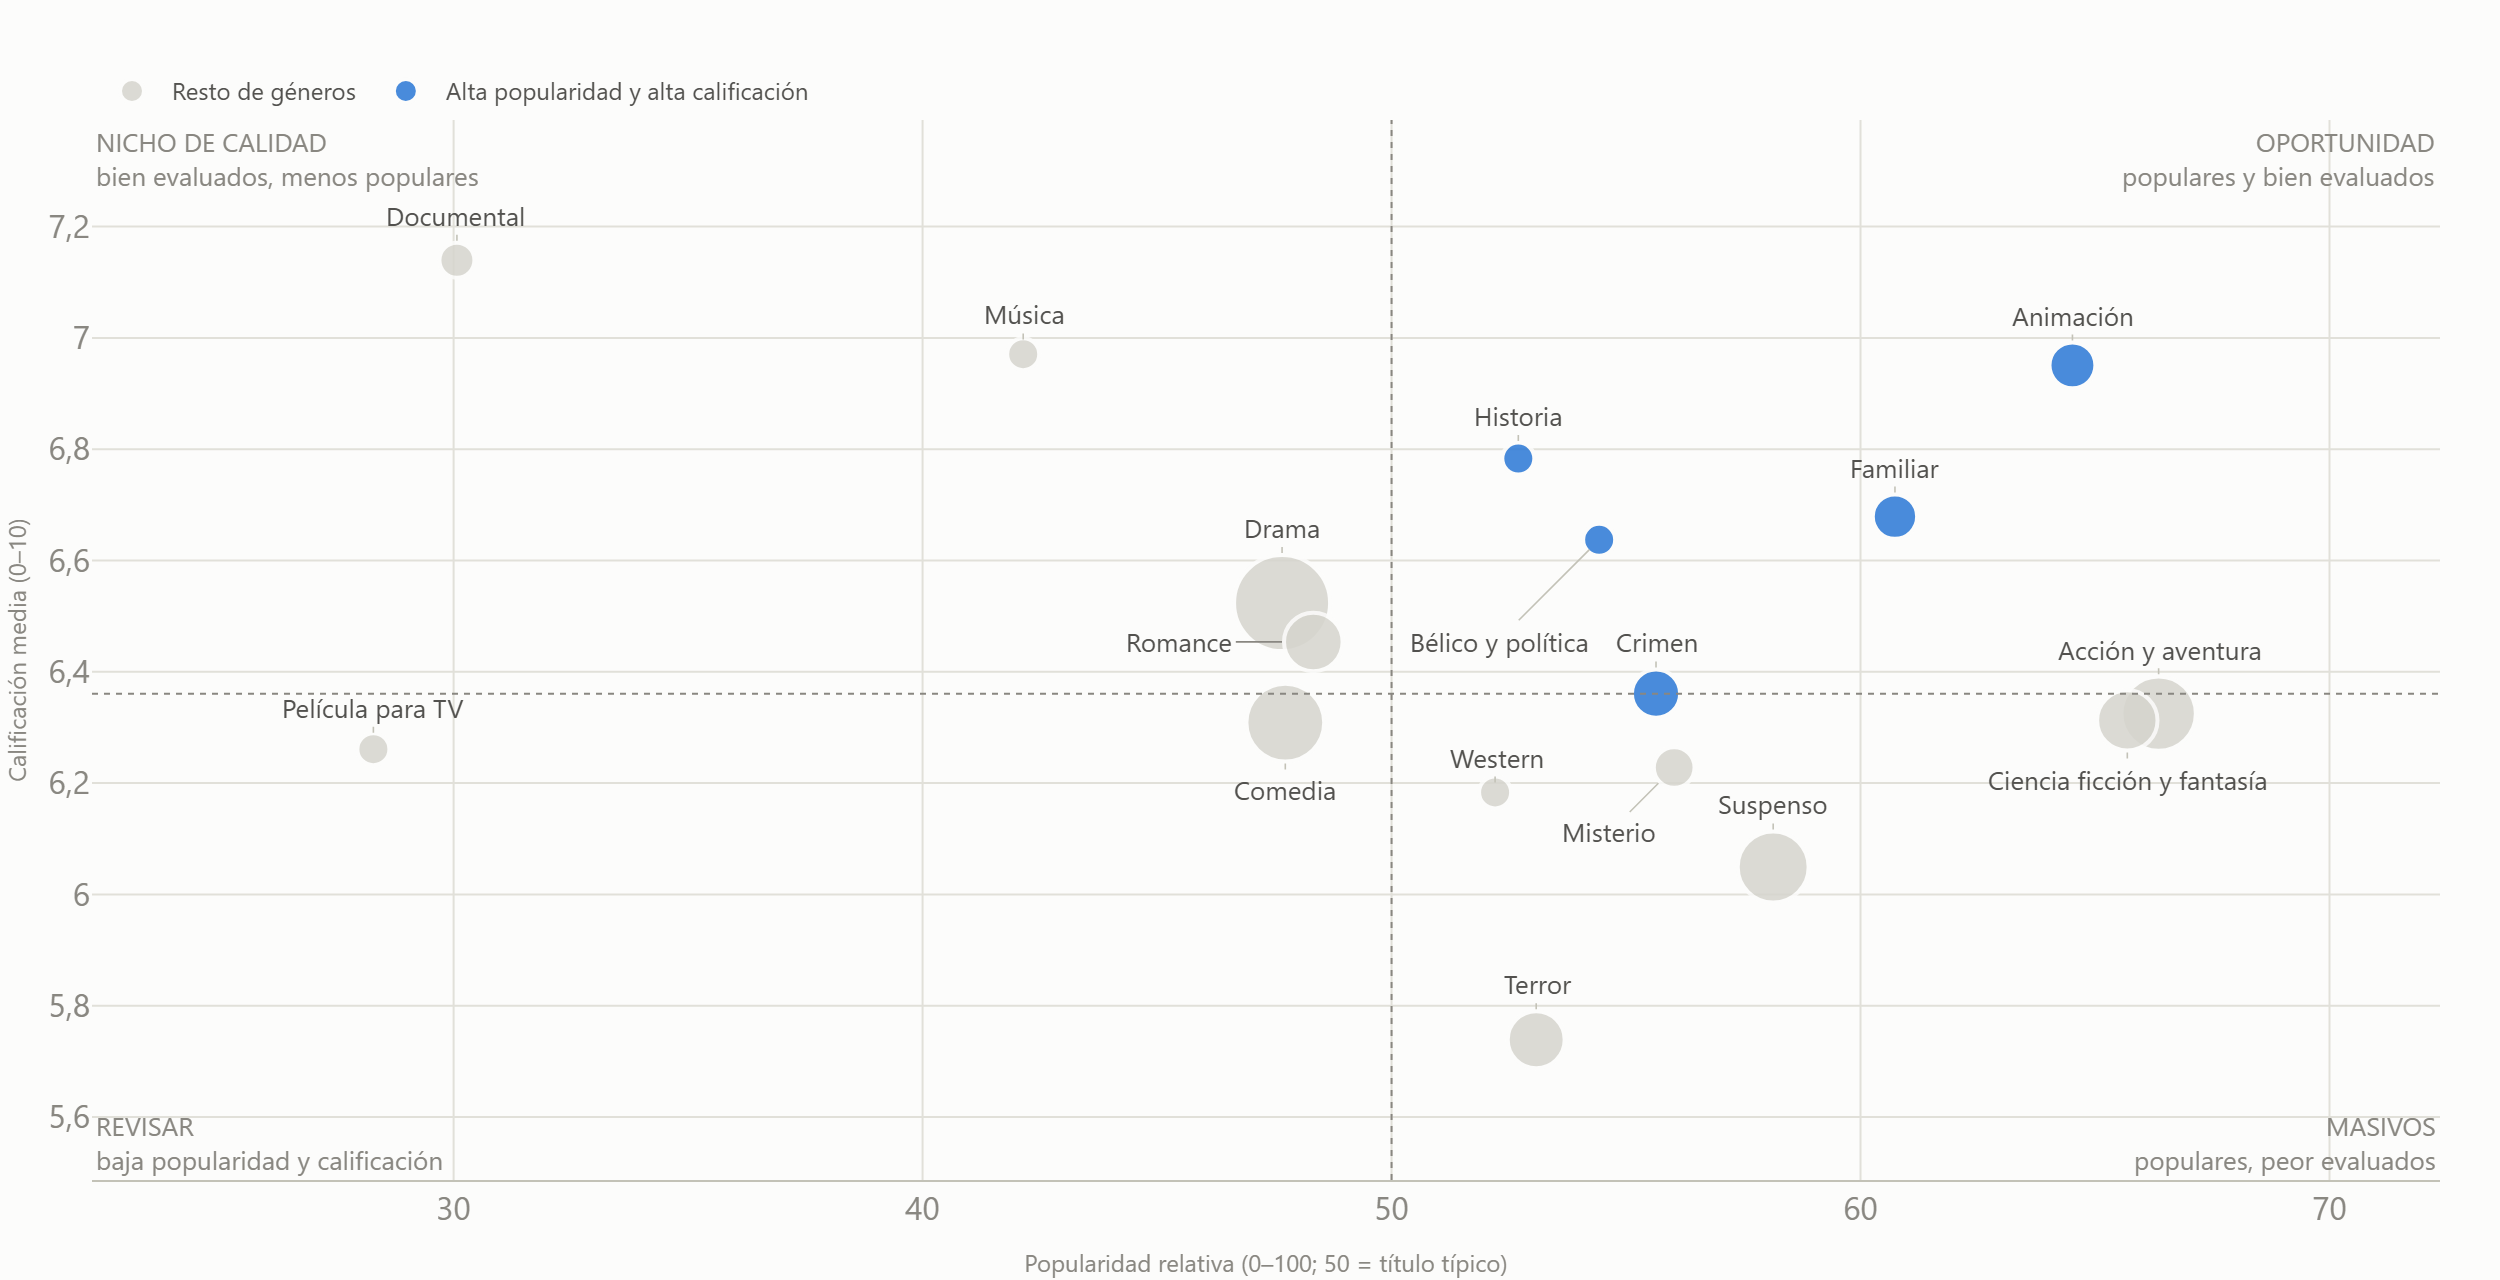 Resto de géneros
Alta popularidad y alta calificación
NICHO DE CALIDAD
bien evaluados, menos populares
OPORTUNIDAD
populares y bien evaluados
Documental
7,2
Música
Animación
7
Historia
6,8
Familiar
Drama
6,6
Romance
Bélico y política
Crimen
Acción y aventura
6,4
Película para TV
Western
Ciencia ficción y fantasía
6,2
Comedia
Suspenso
Misterio
6
Terror
5,8
5,6
REVISAR
baja popularidad y calificación
MASIVOS
populares, peor evaluados
Calificación media (0–10)
30
40
50
60
70
Popularidad relativa (0–100; 50 = título típico)